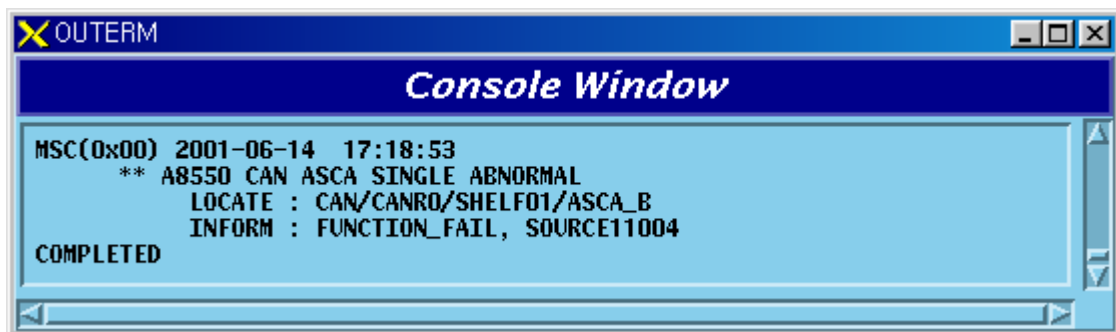 OUTERM
Console Window
MSC(0x00) 2001-06-14 17:18:53
** A8550 CAN ASCA SINGLE ABNORMAL
LOCATE : CAN/CANRO/SHELF01/ASCA_B
INFORM : FUNCTION_FAIL, SOURCE11004
COMPLETED